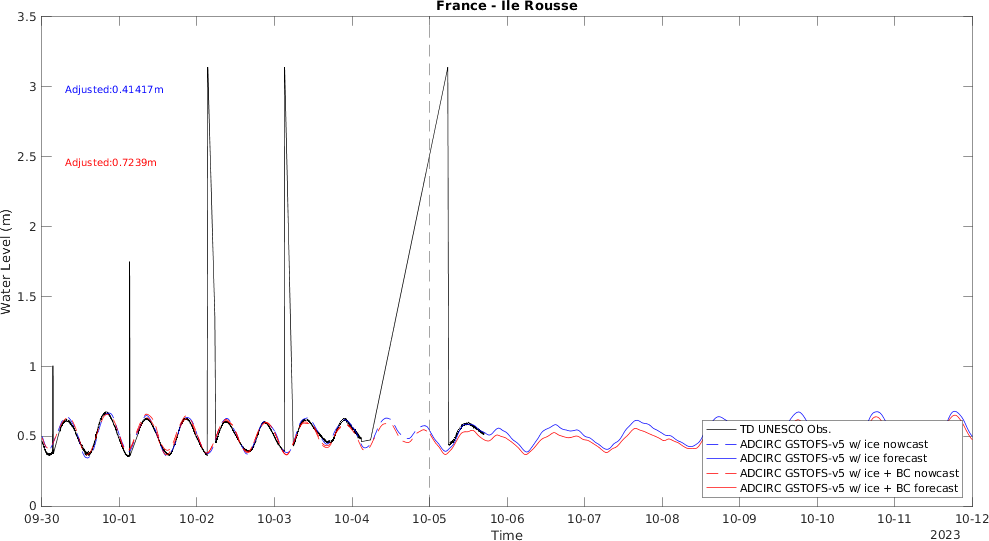 France - Ile Rousse
3.5
3
2.5
2
1.5
1
0.5
0
Water Level (m)
Adjusted:0.41417m
Adjusted:0.7239m
TD UNESCO Obs.
ADCIRC GSTOFS-v5 w/ ice nowcast
ADCIRC GSTOFS-v5 w/ ice forecast
ADCIRC GSTOFS-v5 w/ ice + BC nowcast
ADCIRC GSTOFS-v5 w/ ice + BC forecast
09-30 10-01 10-02 10-03 10-04 10-05 10-06 10-07 10-08 10-09 10-10 10-11 10-12
Time
2023